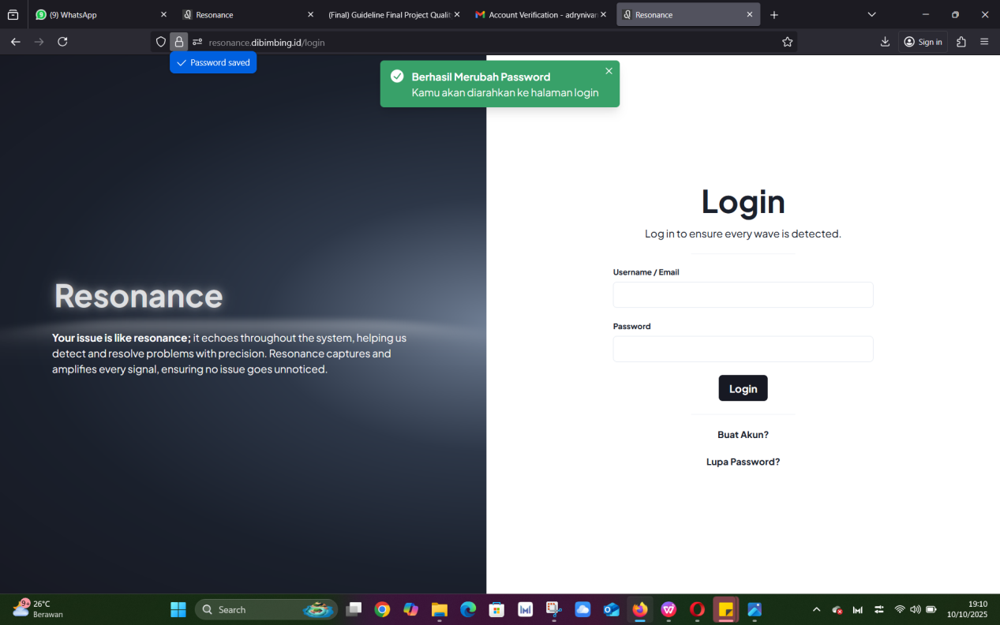 (9) WhatsApp
Resonance
(Final) Guideline Final Project Qualit
Account Verification - adrynivan
Resonance
resonance.dibimbing.id/login
Sign in
Password saved
Berhasil Merubah Password
Kamu akan diarahkan ke halaman login
Resonance
Your issue is like resonance; it echoes throughout the system, helping us
detect and resolve problems with precision. Resonance captures and
amplifies every signal, ensuring no issue goes unnoticed.
Login
Log in to ensure every wave is detected.
Username / Email
Password
Login
Buat Akun?
Lupa Password?
9+
26°C
Berawan
Search
19:10
10/10/2025